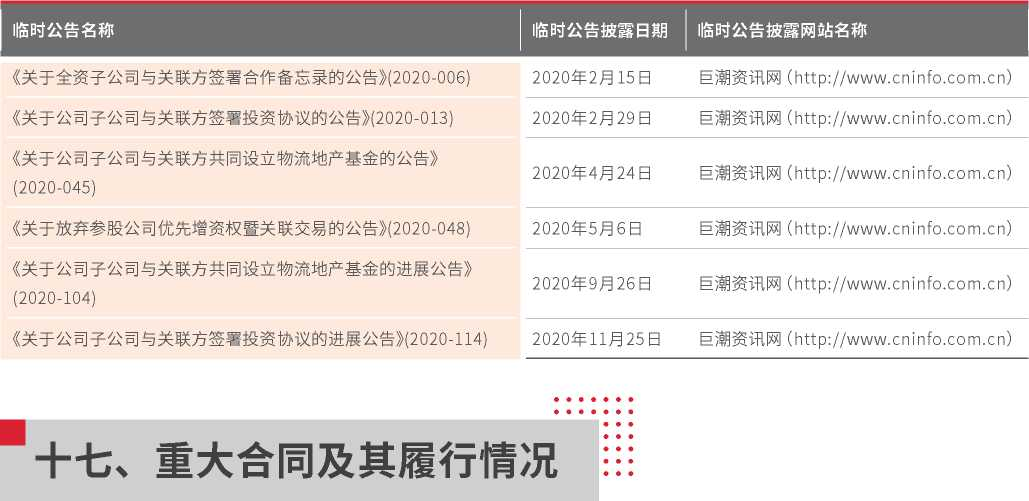 临时公告名称 临时公告披露日期 临时公告披露网站名称
《关于全资子公司与关联方签署合作备忘录的公告》(2020-006) 2020年2月15日 巨潮资讯网（http://www.cninfo.com.cn）
《关于公司子公司与关联方签署投资协议的公告》(2020-013) 2020年2月29日 巨潮资讯网（http://www.cninfo.com.cn）
《关于公司子公司与关联方共同设立物流地产基金的公告》
(2020-045) 2020年4月24日 巨潮资讯网（http://www.cninfo.com.cn）
《关于放弃参股公司优先增资权暨关联交易的公告》(2020-048) 2020年5月6日 巨潮资讯网（http://www.cninfo.com.cn）
《关于公司子公司与关联方共同设立物流地产基金的进展公告》
(2020-104) 2020年9月26日 巨潮资讯网（http://www.cninfo.com.cn）
《关于公司子公司与关联方签署投资协议的进展公告》(2020-114) 2020年11月25日 巨潮资讯网（http://www.cninfo.com.cn）
十七、重大合同及其履行情况